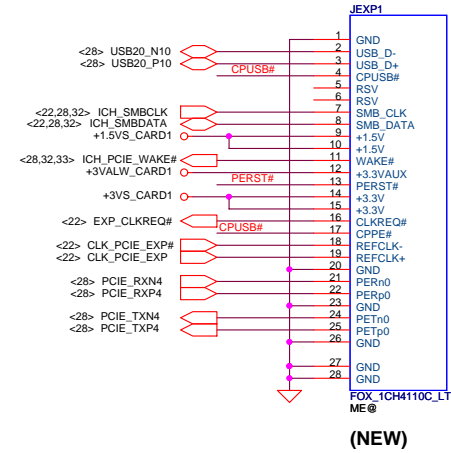 JEXP1
1 GND
<28> USB20_N10 2 USB_D-
<28> USB20_P10 3 USB_D+
CPUSB# 4 CPUSB#
5 RSV
6 RSV
<22,28,32> ICH_SMBCLK 7 SMB_CLK
<22,28,32> ICH_SMBDATA 8 SMB_DATA
+1.5VS_CARD1 9 +1.5V
10 +1.5V
<28,32,33> ICH_PCIE_WAKE# 11 WAKE#
+3VALW_CARD1 12 +3.3VAUX
PERST# 13 PERST#
+3VS_CARD1 14 +3.3V
15 +3.3V
<22> EXP_CLKREQ# 16 CLKREQ#
CPUSB# 17 CPPE#
<22> CLK_PCIE_EXP# 18 REFCLK-
<22> CLK_PCIE_EXP 19 REFCLK+
20 GND
<28> PCIE_RXN4 21 PERn0
<28> PCIE_RXP4 22 PERp0
23 GND
<28> PCIE_TXN4 24 PETn0
<28> PCIE_TXP4 25 PETp0
26 GND
27 GND
28 GND
FOX_1CH4110C_LT
ME@
(NEW)